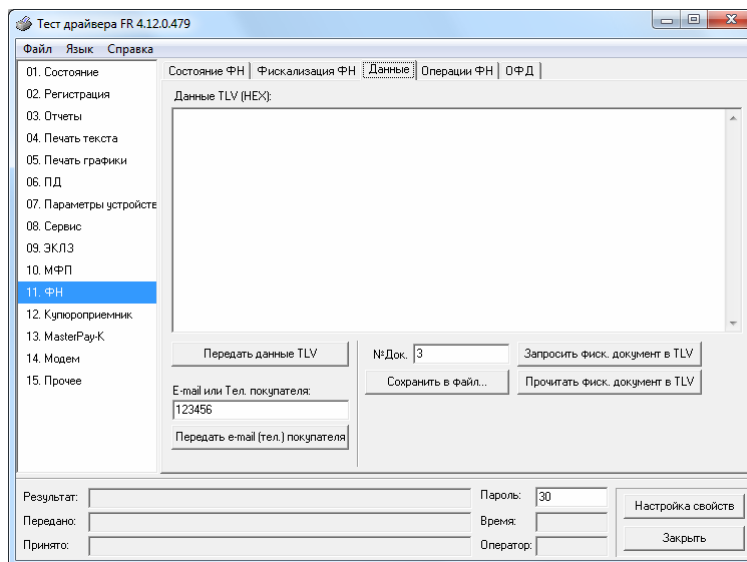 Тест драйвера FR 4.12.0.479
Файл Язык Справка
01. Состояние
02. Регистрация
03. Отчеты
04. Печать текста
05. Печать графики
06. ПД
07. Параметры устройств
08. Сервис
09. ЭКЛЗ
10. МФП
11. ФН
12. Купюроприемник
13. MasterPay-K
14. Модем
15. Прочее
Состояние ФН Фискализация ФН Данные Операции ФН ОФД
Данные TLV (HEX):
Передать данные TLV
№Док. 3
Запросить фиск. документ в TLV
Сохранить в файл...
Прочитать фиск. документ в TLV
E-mail или Тел. покупателя:
123456
Передать e-mail (тел.) покупателя
Результат:
Передано:
Принято:
Пароль: 30
Время:
Оператор:
Настройка свойств
Закрыть